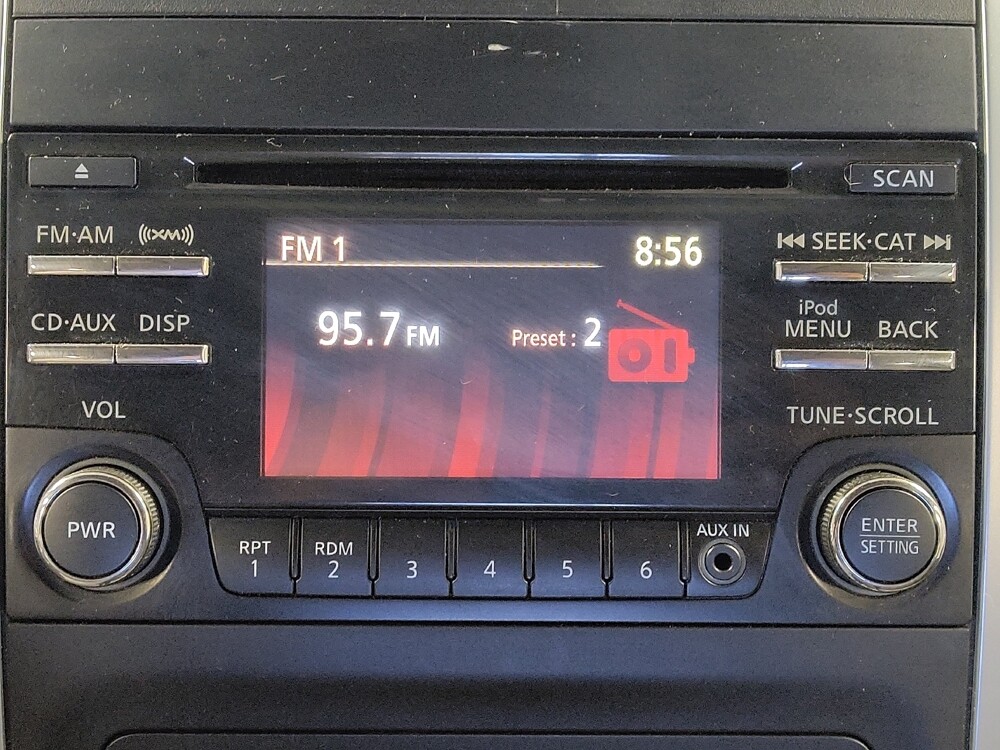 SCAN
FM·AM
((XM))
SEEK·CAT
CD·AUX
DISP
iPod
MENU
BACK
VOL
TUNE·SCROLL
FM 1
8:56
95.7 FM
Preset : 2
PWR
ENTER
SETTING
RPT
1
RDM
2
3
4
5
6
AUX IN